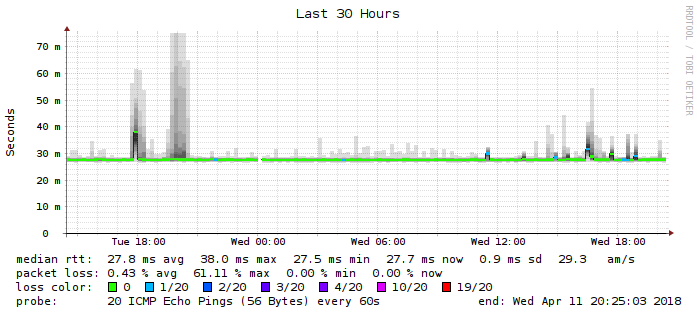 Last 30 Hours
RRDTOOL / TOBI OETIKER
Seconds
70 m
60 m
50 m
40 m
30 m
20 m
10 m
0
Tue 18:00 Wed 00:00 Wed 06:00 Wed 12:00 Wed 18:00
median rtt: 27.8 ms avg 38.0 ms max 27.5 ms min 27.7 ms now 0.9 ms sd 29.3 am/s
packet loss: 0.43 % avg 61.11 % max 0.00 % min 0.00 % now
loss color: 0 1/20 2/20 3/20 4/20 10/20 19/20
probe: 20 ICMP Echo Pings (56 Bytes) every 60s end: Wed Apr 11 20:25:03 2018